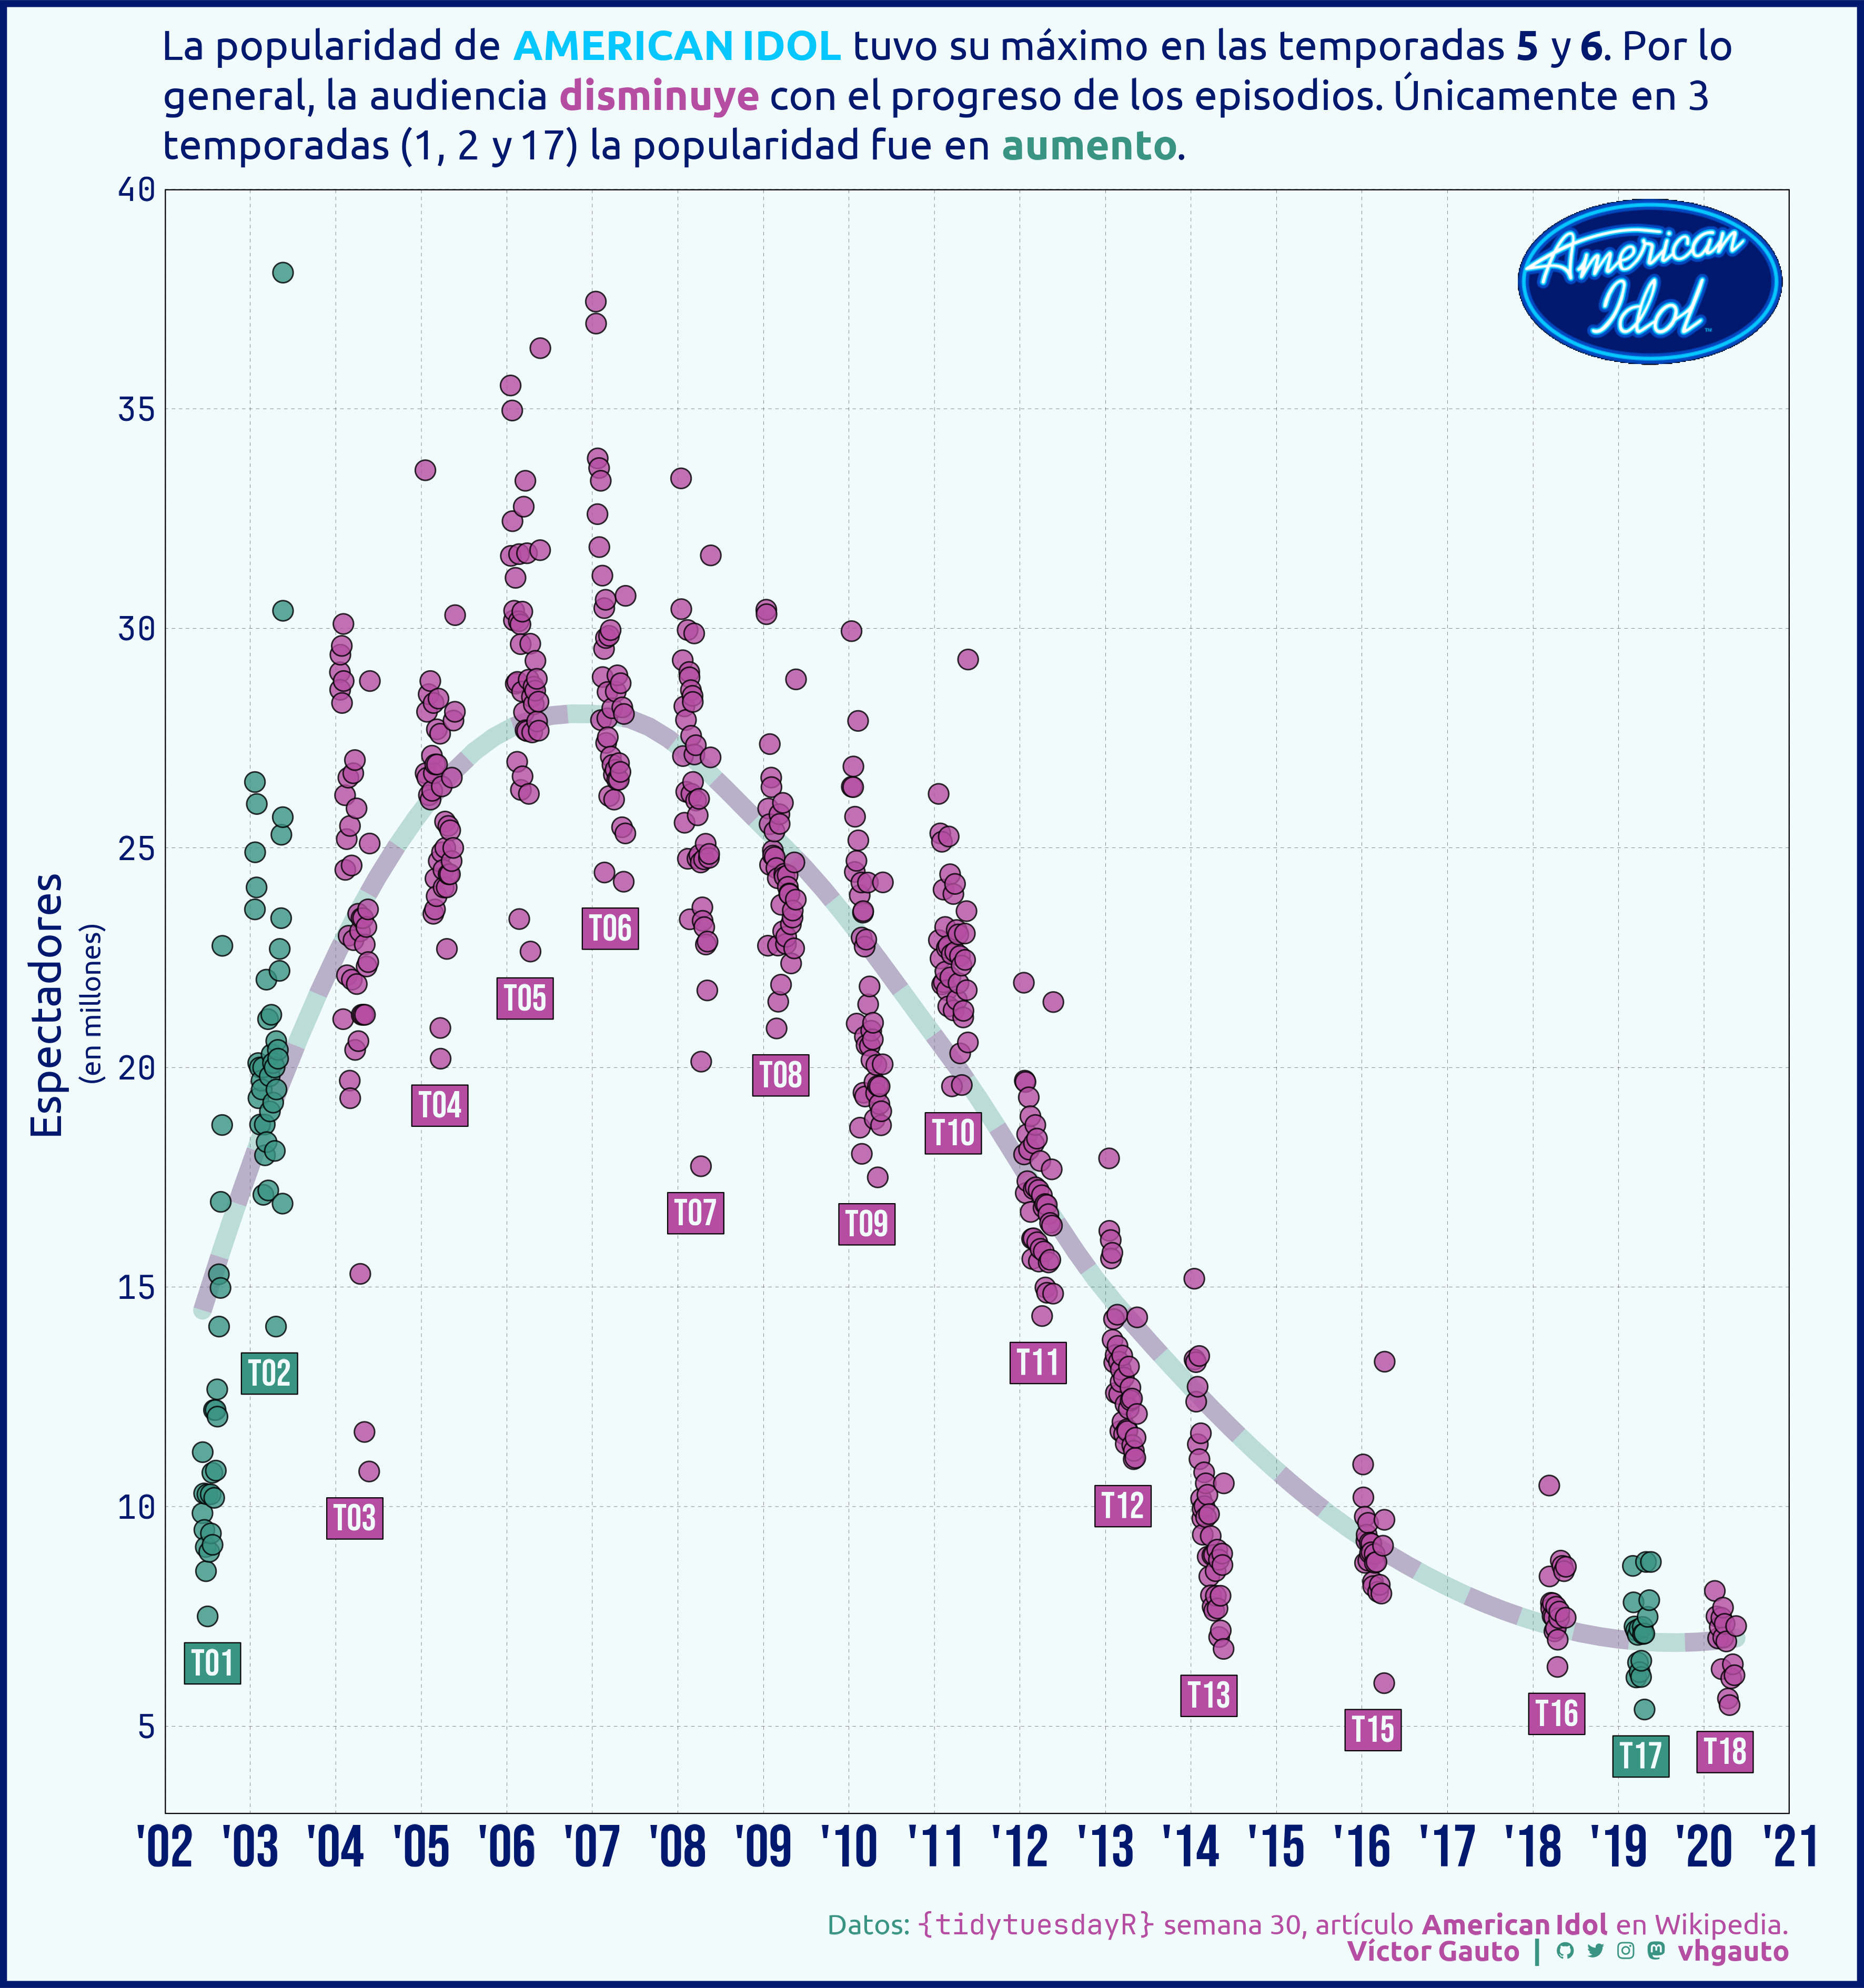 La popularidad de AMERICAN IDOL tuvo su máximo en las temporadas 5 y 6. Por lo
general, la audiencia disminuye con el progreso de los episodios. Únicamente en 3
temporadas (1, 2 y 17) la popularidad fue en aumento.
American
Idol
Espectadores
(en millones)
40
35
30
25
20
15
10
5
T01
T02
T03
T04
T05
T06
T07
T08
T09
T10
T11
T12
T13
T15
T16
T17
T18
'02 '03 '04 '05 '06 '07 '08 '09 '10 '11 '12 '13 '14 '15 '16 '17 '18 '19 '20 '21
Datos: {tidytuesdayR} semana 30, artículo American Idol en Wikipedia.
Víctor Gauto | vhgauto